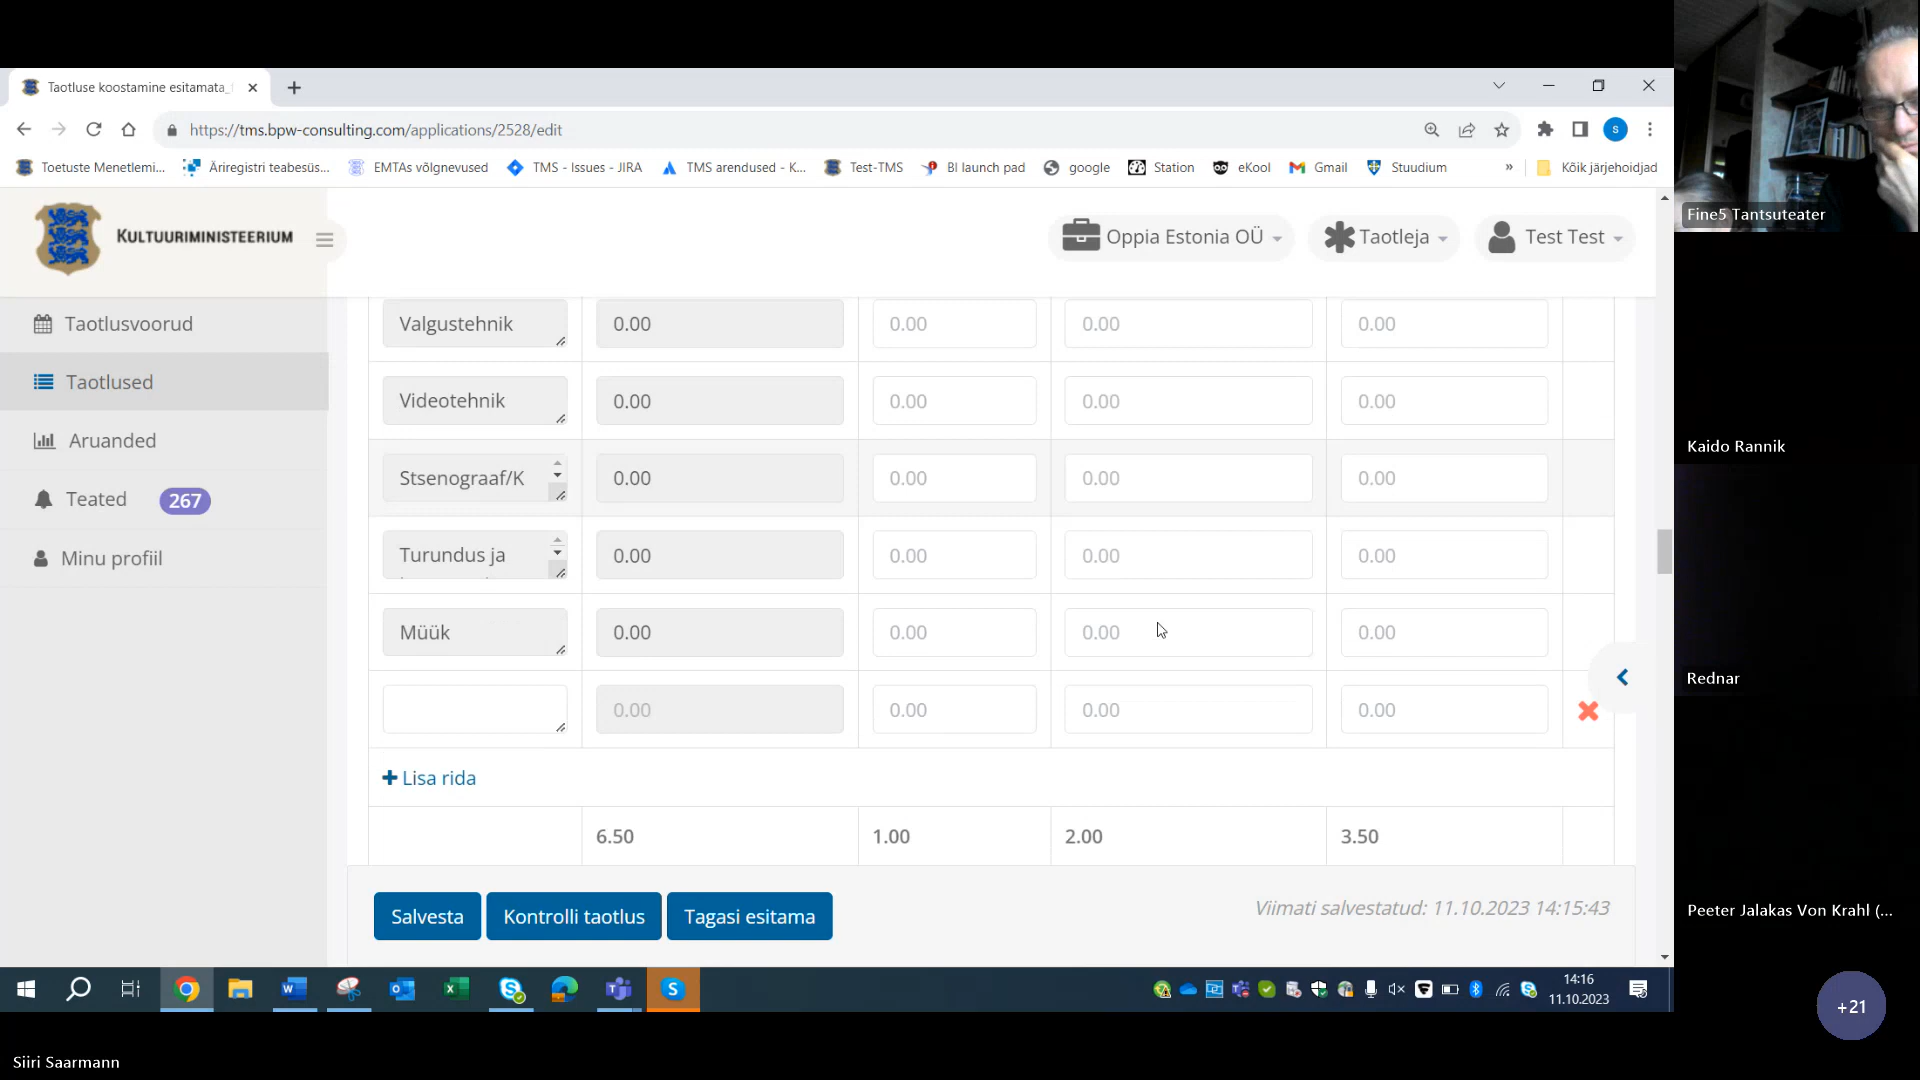 Taotluse koostamine esitamata_
https://tms.bpw-consulting.com/applications/2528/edit
Toetuste Menetlemi... Äriregistri teabesüs... EMTAs võlgnevused TMS - Issues - JIRA TMS arendused - K... Test-TMS BI launch pad google Station eKool Gmail Stuudium » Kõik järjehoidjad
KULTUURIMINISTEERIUM
Oppia Estonia OÜ Taotleja Test Test
Fine5 Tantsuteater
Taotlusvoorud
Taotlused
Aruanded
Teated 267
Minu profiil
Valgustehnik 0.00 0.00 0.00 0.00
Videotehnik 0.00 0.00 0.00 0.00
Stsenograaf/K 0.00 0.00 0.00 0.00
Turundus ja 0.00 0.00 0.00 0.00
Müük 0.00 0.00 0.00 0.00
0.00 0.00 0.00 0.00
Lisa rida
6.50 1.00 2.00 3.50
Salvesta Kontrolli taotlus Tagasi esitama
Viimati salvestatud: 11.10.2023 14:15:43
Kaido Rannik
Rednar
Peeter Jalakas Von Krahl (...
14:16
11.10.2023
+21
Siiri Saarmann